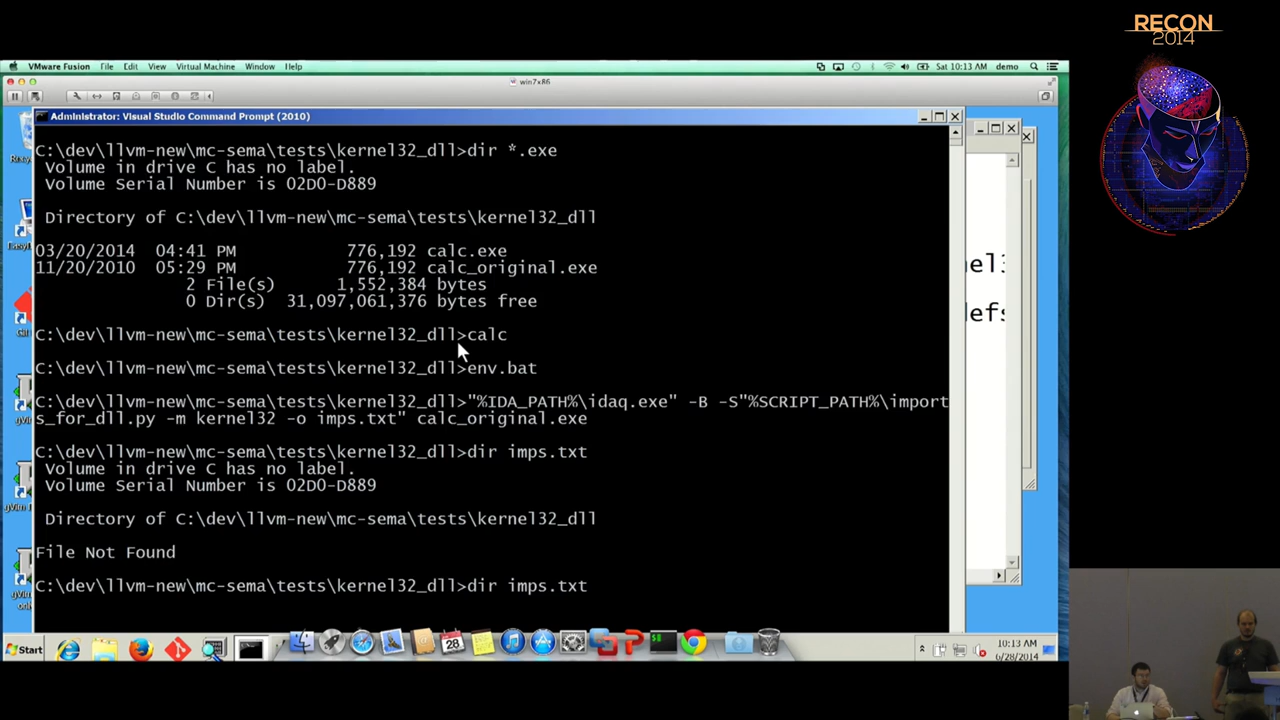 RECON
2014
VMware Fusion File Edit View Virtual Machine Window Help Sat 10:13 AM demo
win7x86
Administrator: Visual Studio Command Prompt (2010)
C:\dev\llvm-new\mc-sema\tests\kernel32_dll>dir *.exe
Volume in drive C has no label.
Volume Serial Number is 02D0-D889
Directory of C:\dev\llvm-new\mc-sema\tests\kernel32_dll
03/20/2014 04:41 PM 776,192 calc.exe
11/20/2010 05:29 PM 776,192 calc_original.exe
2 File(s) 1,552,384 bytes
0 Dir(s) 31,097,061,376 bytes free
C:\dev\llvm-new\mc-sema\tests\kernel32_dll>calc
C:\dev\llvm-new\mc-sema\tests\kernel32_dll>env.bat
C:\dev\llvm-new\mc-sema\tests\kernel32_dll>"%IDA_PATH%\idaq.exe" -B -S"%SCRIPT_PATH%\import
s_for_dll.py -m kernel32 -o imps.txt" calc_original.exe
C:\dev\llvm-new\mc-sema\tests\kernel32_dll>dir imps.txt
Volume in drive C has no label.
Volume Serial Number is 02D0-D889
Directory of C:\dev\llvm-new\mc-sema\tests\kernel32_dll
File Not Found
C:\dev\llvm-new\mc-sema\tests\kernel32_dll>dir imps.txt
Start
28
10:13 AM
6/28/2014